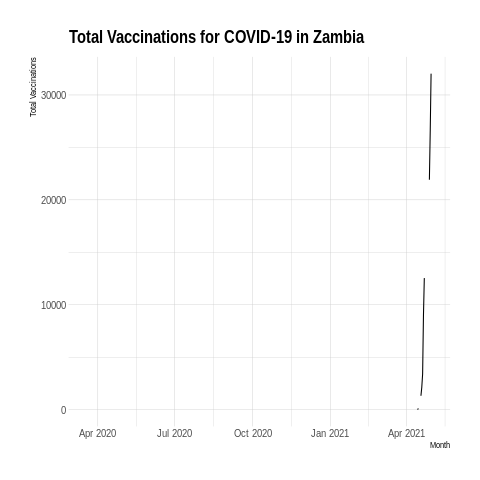 Total Vaccinations for COVID-19 in Zambia
Total Vaccinations
30000
20000
10000
0
Apr 2020 Jul 2020 Oct 2020 Jan 2021 Apr 2021
Month